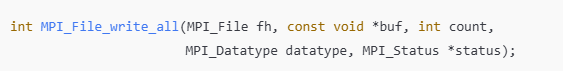 int MPI_File_write_all(MPI_File fh, const void *buf, int count,
MPI_Datatype datatype, MPI_Status *status);